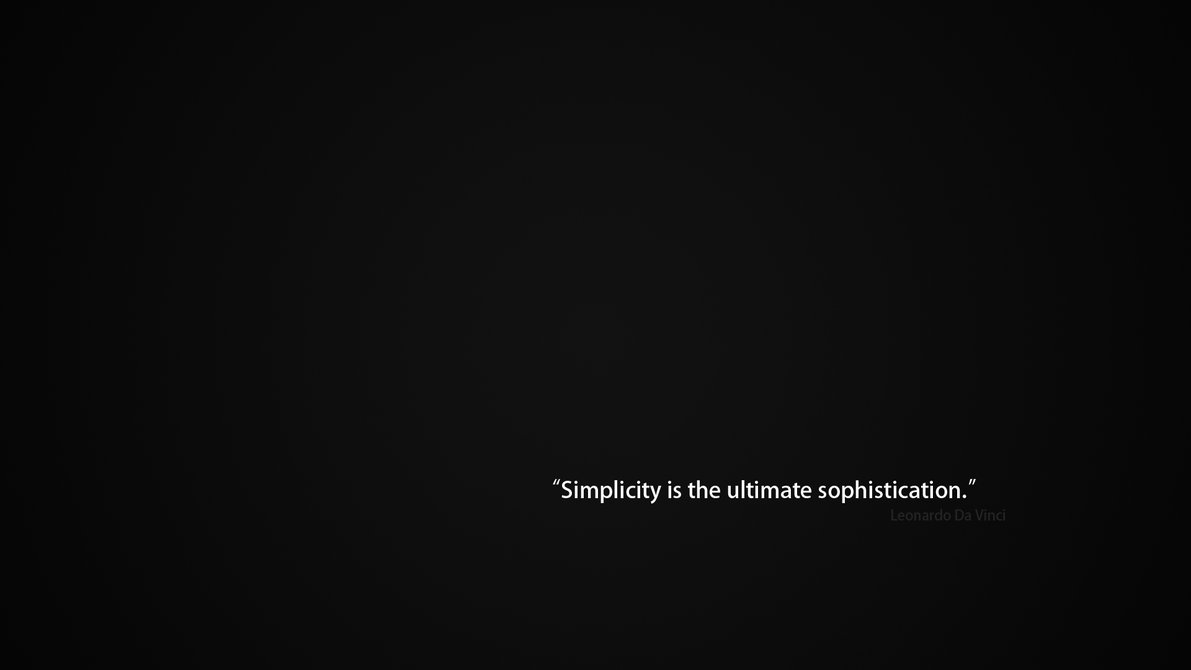 “Simplicity is the ultimate sophistication.”
Leonardo Da Vinci